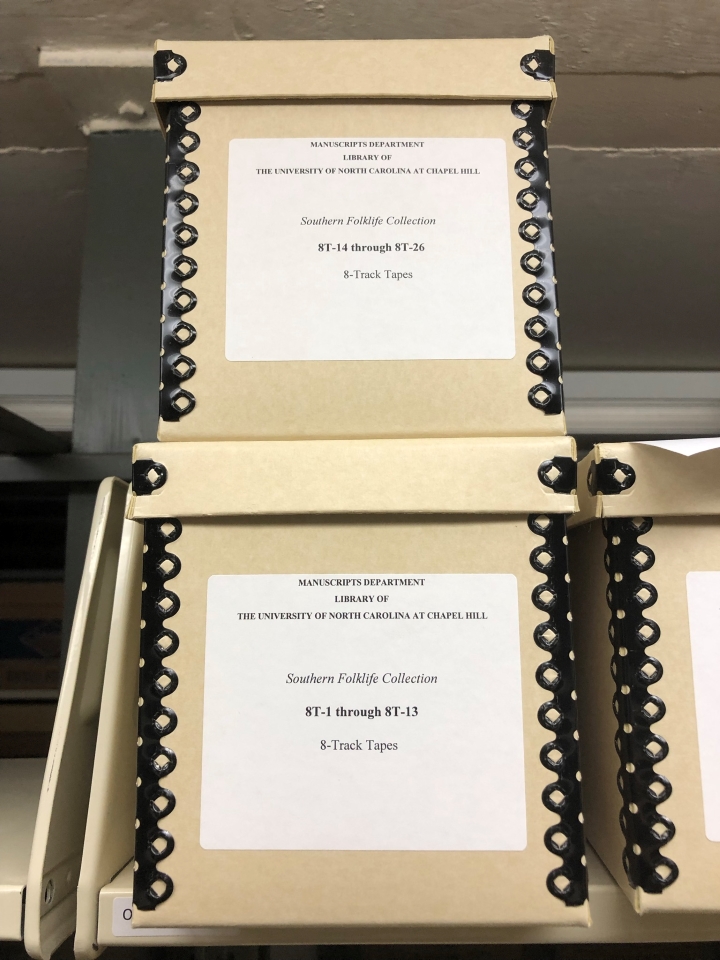 MANUSCRIPTS DEPARTMENT
LIBRARY OF
THE UNIVERSITY OF NORTH CAROLINA AT CHAPEL HILL
Southern Folklife Collection
8T-14 through 8T-26
8-Track Tapes
MANUSCRIPTS DEPARTMENT
LIBRARY OF
THE UNIVERSITY OF NORTH CAROLINA AT CHAPEL HILL
Southern Folklife Collection
8T-1 through 8T-13
8-Track Tapes